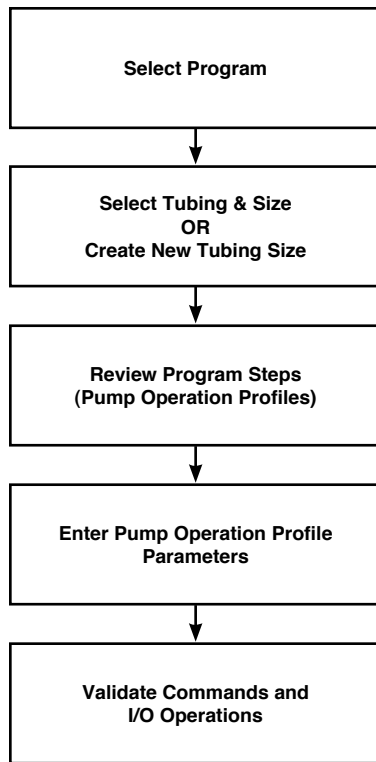 Select Program
Select Tubing & Size
OR
Create New Tubing Size
Review Program Steps
(Pump Operation Profiles)
Enter Pump Operation Profile
Parameters
Validate Commands and
I/O Operations